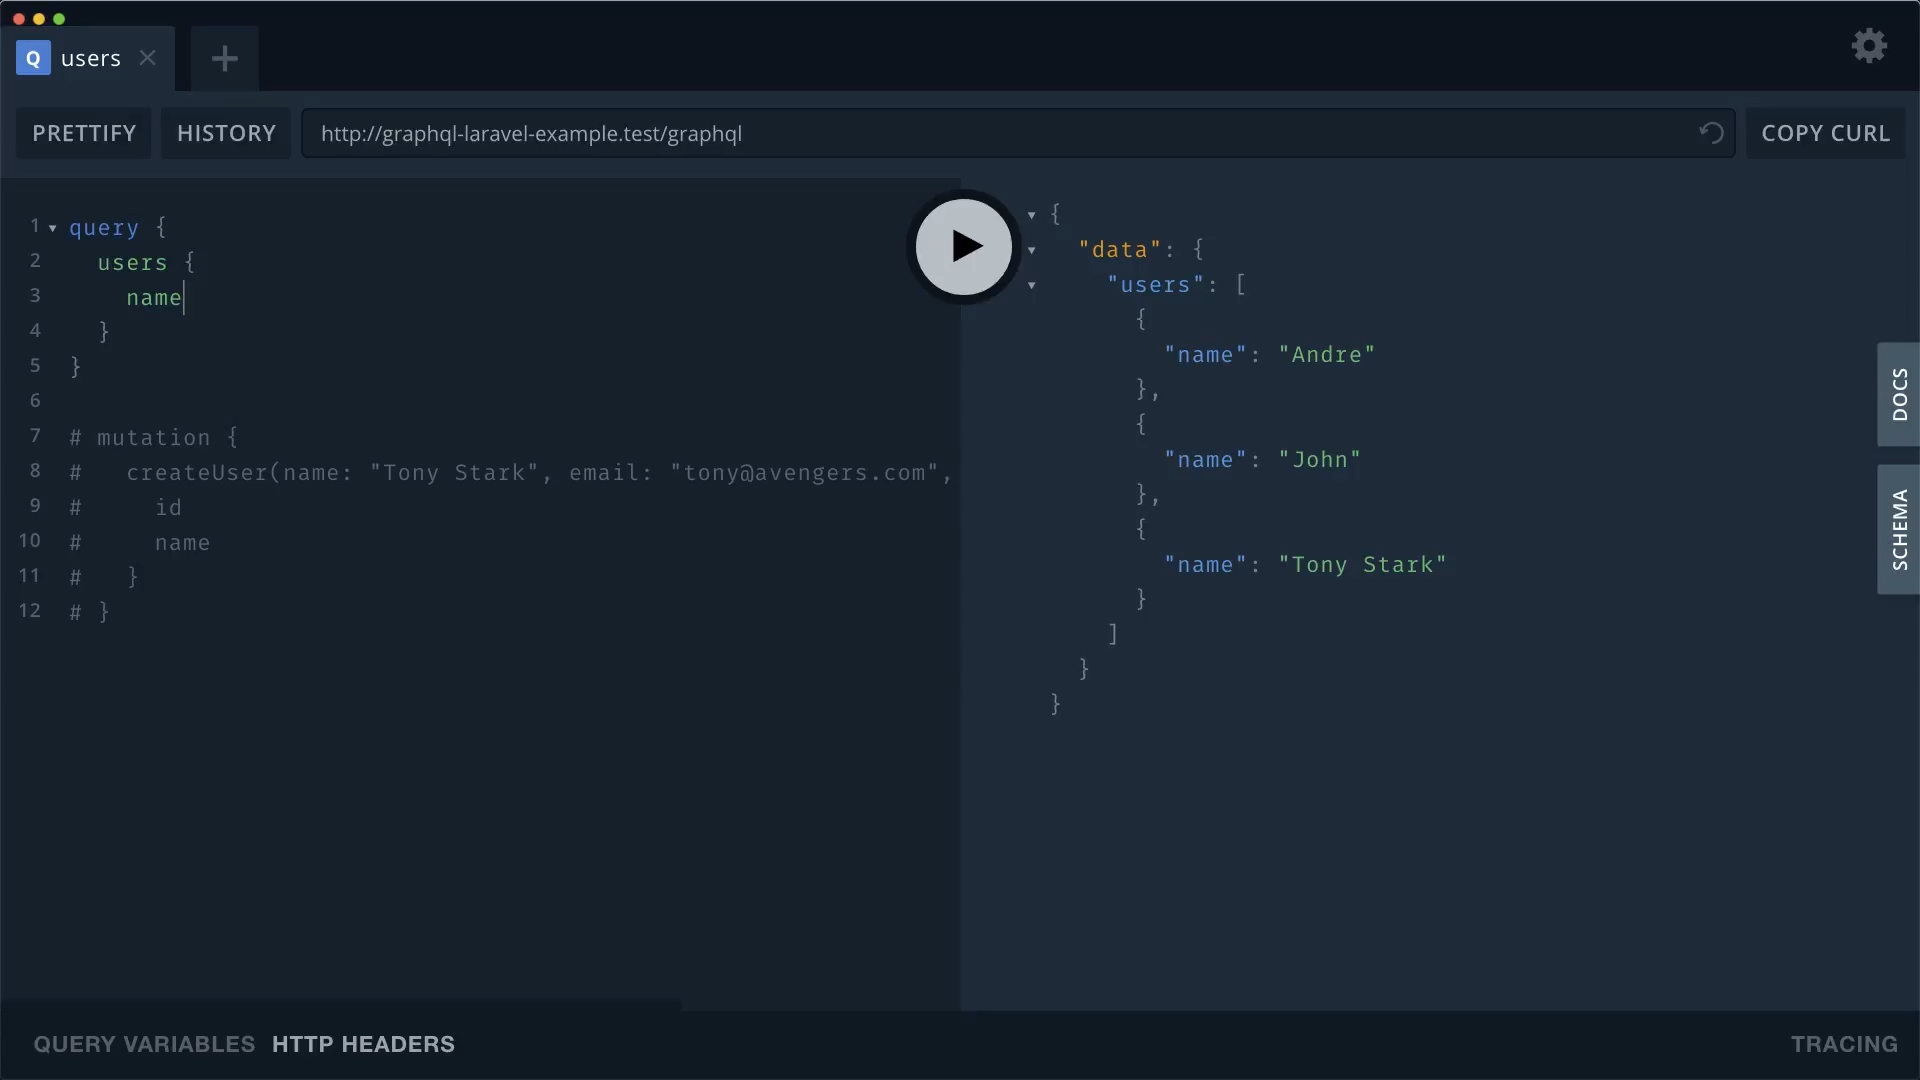 Q users
PRETTIFY HISTORY http://graphql-laravel-example.test/graphql COPY CURL
1 query {
2 users {
3 name
4 }
5 }
6
7 # mutation {
8 # createUser(name: "Tony Stark", email: "tony@avengers.com",
9 # id
10 # name
11 # }
12 # }
{
"data": {
"users": [
{
"name": "Andre"
},
{
"name": "John"
},
{
"name": "Tony Stark"
}
]
}
}
DOCS
SCHEMA
QUERY VARIABLES HTTP HEADERS TRACING